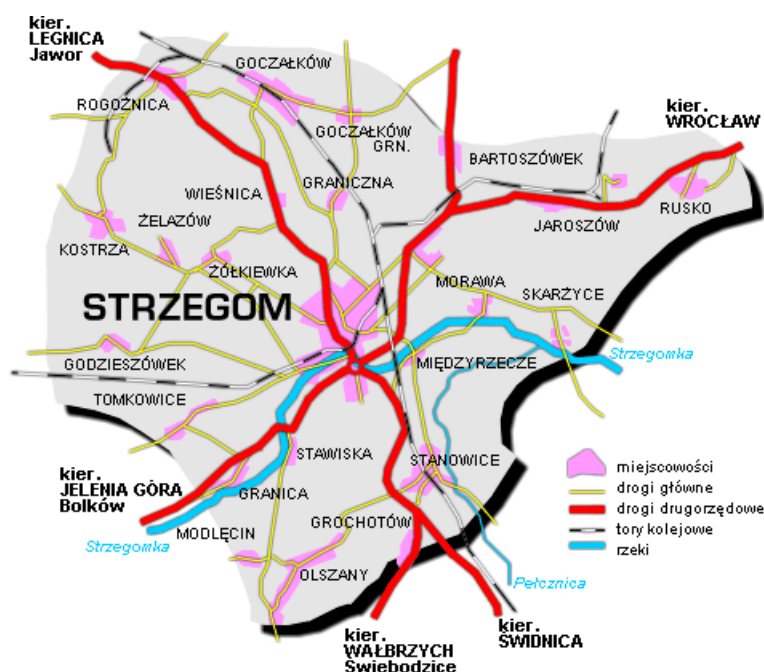 kier.
LEGNICA
Jawor
GOCZAŁKÓW
ROGOŹNICA
kier.
WROCŁAW
GOCZAŁKÓW
GRN.
BARTOSZÓWEK
WIEŚNICA
GRANICZNA
RUSKO
ŻELAZÓW
JAROSZÓW
KOSTRZA
ŻÓŁKIEWKA
MORAWA
SKARŻYCE
STRZEGOM
GODZIESZÓWEK
MIĘDZYRZECZE
Strzegomka
TOMKOWICE
STAWISKA
STANOWICE
kier.
JELENIA GÒRA
Bolków
GRANICA
GROCHOTÓW
MODLĘCIN
Strzegomka
OLSZANY
Pełcznica
miejscowości
drogi główne
drogi drugorzędowe
tory kolejowe
rzeki
kier.
WAŁBRZYCH
Świebodzice
kier.
ŚWIDNICA